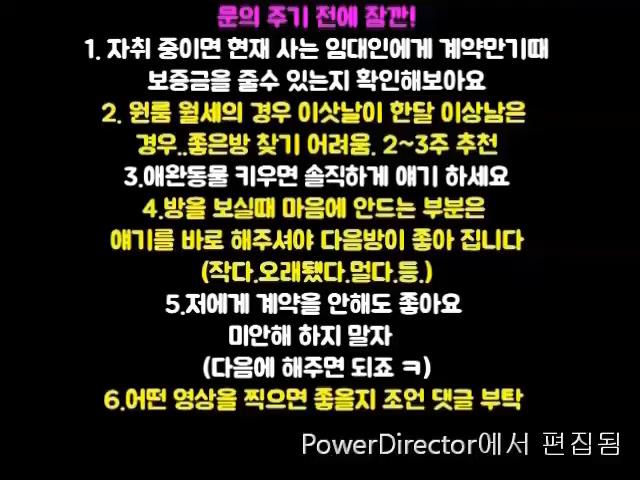 문의 주기 전에 잠깐!
1. 자취 중이면 현재 사는 임대인에게 계약만기때
보증금을 줄수 있는지 확인해보아요
2. 원룸 월세의 경우 이삿날이 한달 이상남은
경우..좋은방 찾기 어려움. 2~3주 추천
3.애완동물 키우면 솔직하게 얘기 하세요
4.방을 보실때 마음에 안드는 부분은
얘기를 바로 해주셔야 다음방이 좋아 집니다
(작다.오래됐다.멀다.등.)
5.저에게 계약을 안해도 좋아요
미안해 하지 말자
(다음에 해주면 되죠 ㅋ)
6.어떤 영상을 찍으면 좋을지 조언 댓글 부탁
PowerDirector에서 편집됨